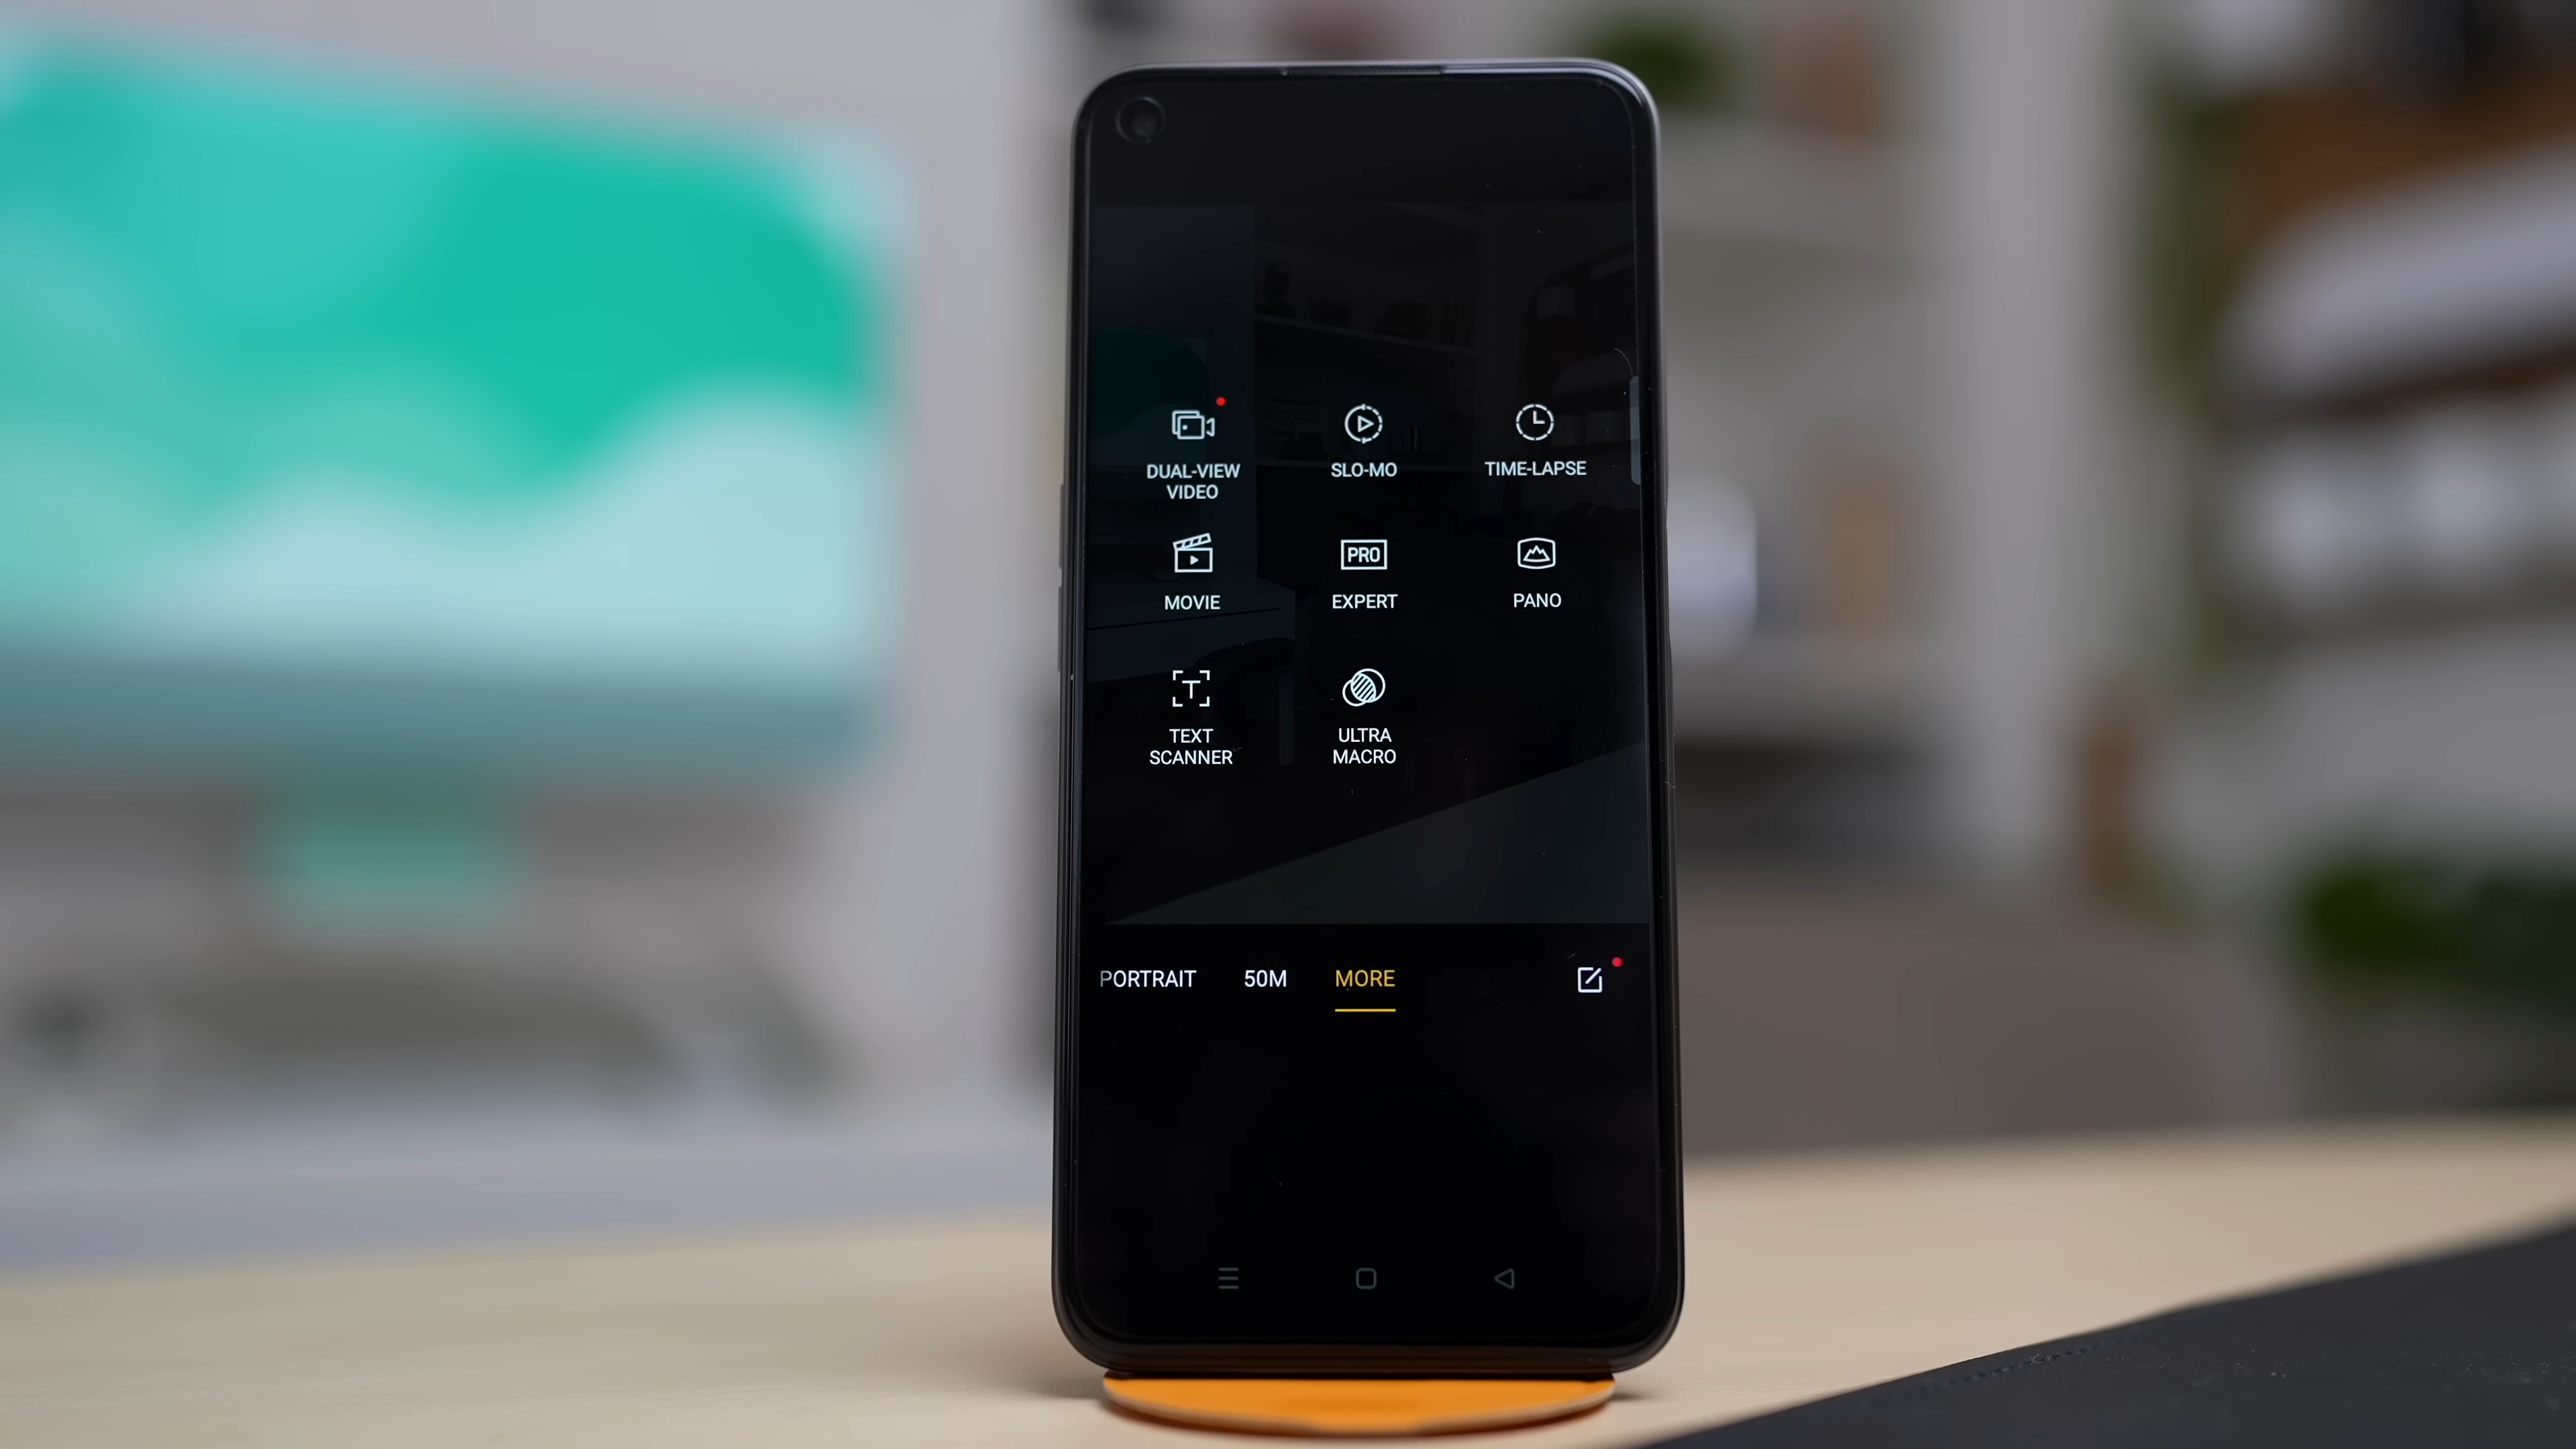 DUAL-VIEW
VIDEO
SLO-MO
TIME-LAPSE
MOVIE
PRO
EXPERT
PANO
T
TEXT
SCANNER
ULTRA
MACRO
PORTRAIT
50M
MORE